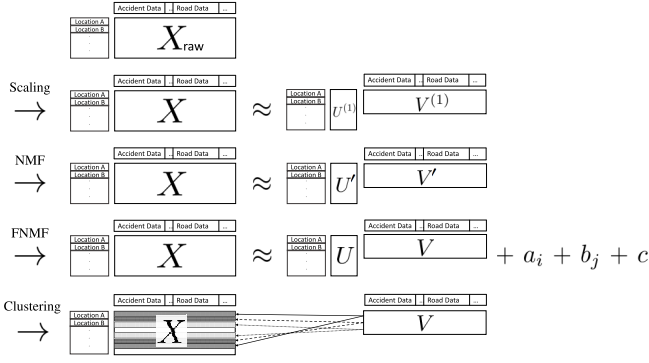 Accident Data .. Road Data ...
Location A
Location B
X_raw
Scaling
→
Accident Data .. Road Data ...
Location A
Location B
X
≈
Location A
Location B
U^(1)
Accident Data .. Road Data ...
V^(1)
NMF
→
Accident Data .. Road Data ...
Location A
Location B
X
≈
Location A
Location B
U′
Accident Data .. Road Data ...
V′
FNMF
→
Accident Data .. Road Data ...
Location A
Location B
X
≈
Location A
Location B
U
Accident Data .. Road Data ...
V
+ a_i + b_j + c
Clustering
→
Accident Data .. Road Data ...
Location A
Location B
X
Accident Data .. Road Data ...
V